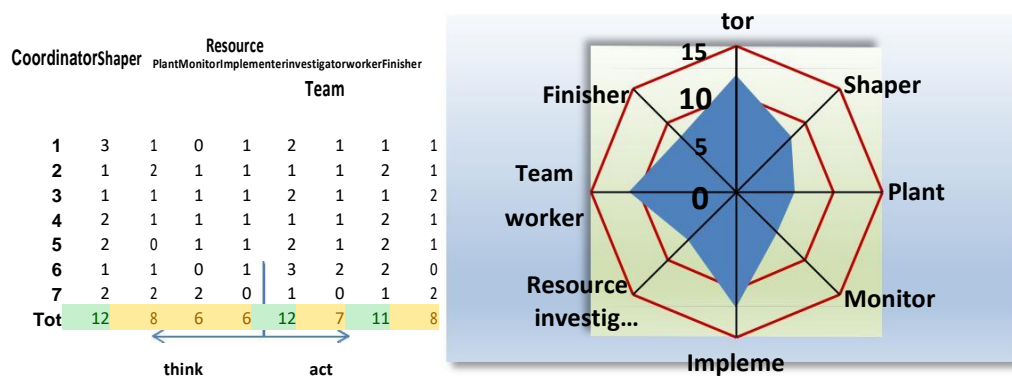 Resource
CoordinatorShaper
PlantMonitorImplementerinvestigatorworkerFinisher
Team
1 3 1 0 1 2 1 1 1
2 1 2 1 1 1 1 2 1
3 1 1 1 1 2 1 1 2
4 2 1 1 1 1 1 2 1
5 2 0 1 1 2 1 2 1
6 1 1 0 1 3 2 2 0
7 2 2 2 0 1 0 1 2
Tot 12 8 6 6 12 7 11 8
think act
tor
15
Finisher
10
Shaper
5
Team
worker
0
Plant
Resource
investig...
Monitor
Impleme